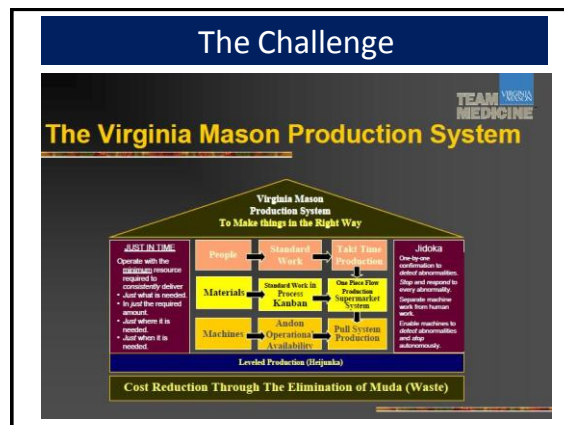 The Challenge
TEAM VIRGINIA MASON
MEDICINE
The Virginia Mason Production System
Virginia Mason
Production System
To Make things in the Right Way
JUST IN TIME
Operate with the
minimum resource
required to
consistently deliver
• Just what is needed.
• In just the required
amount.
• Just where it is
needed.
• Just when it is
needed.
People
Standard
Work
Takt Time
Production
Materials
Standard Work in
Process
Kanban
One Piece Flow
Production
Supermarket
System
Machines
Andon
Operational
Availability
Pull System
Production
Jidoka
One-by-one
confirmation to
detect abnormalities.
Stop and respond to
every abnormality.
Separate machine
work from human
work.
Enable machines to
detect abnormalities
and stop
autonomously.
Leveled Production (Heijunka)
Cost Reduction Through The Elimination of Muda (Waste)